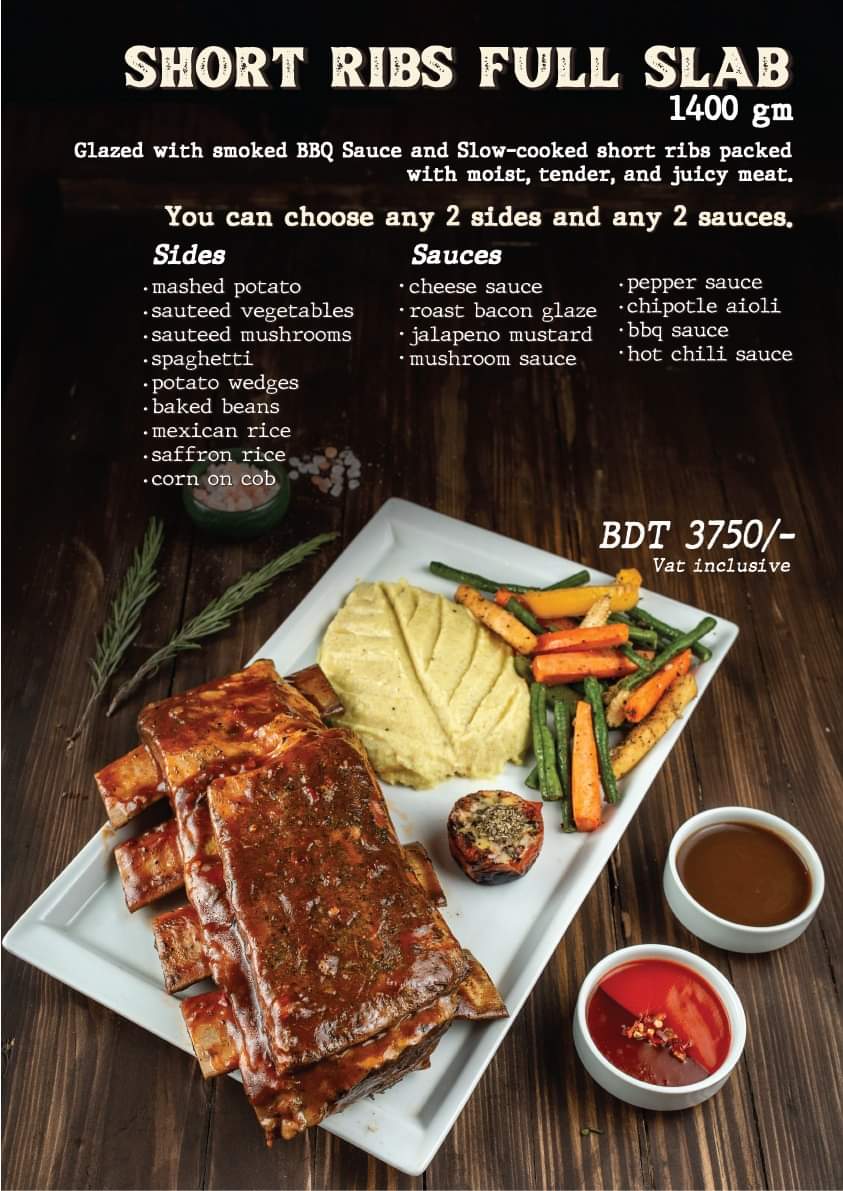 SHORT RIBS FULL SLAB
1400 gm
Glazed with smoked BBQ Sauce and Slow-cooked short ribs packed
with moist, tender, and juicy meat.
You can choose any 2 sides and any 2 sauces.
Sides
· mashed potato
· sauteed vegetables
· sauteed mushrooms
· spaghetti
· potato wedges
· baked beans
· mexican rice
· saffron rice
· corn on cob
Sauces
· cheese sauce
· roast bacon glaze
· jalapeno mustard
· mushroom sauce
· pepper sauce
· chipotle aioli
· bbq sauce
· hot chili sauce
BDT 3750/-
Vat inclusive